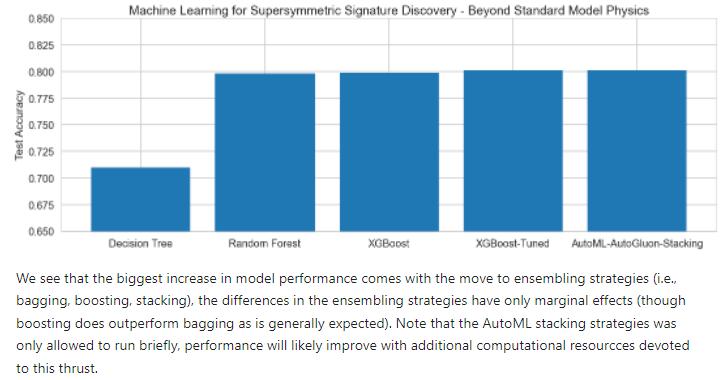 Machine Learning for Supersymmetric Signature Discovery - Beyond Standard Model Physics
0.850
0.825
0.800
0.775
0.750
0.725
0.700
0.675
0.650
Test Accuracy
Decision Tree
Random Forest
XGBoost
XGBoost-Tuned
AutoML-AutoGluon-Stacking
We see that the biggest increase in model performance comes with the move to ensembling strategies (i.e.,
bagging, boosting, stacking), the differences in the ensembling strategies have only marginal effects (though
boosting does outperform bagging as is generally expected). Note that the AutoML stacking strategies was
only allowed to run briefly, performance will likely improve with additional computational resourcces devoted
to this thrust.